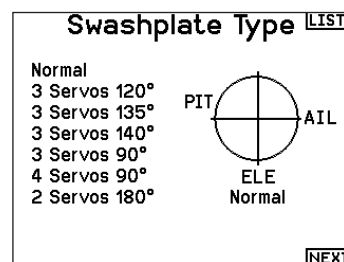 Swashplate Type LIST
Normal
3 Servos 120°
3 Servos 135°
3 Servos 140°
3 Servos 90°
4 Servos 90°
2 Servos 180°
PIT
AIL
ELE
Normal
NEXT